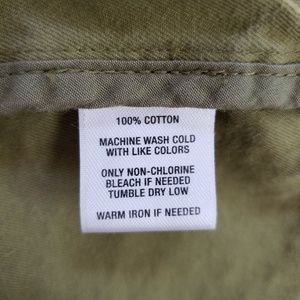 100% COTTON
MACHINE WASH COLD
WITH LIKE COLORS
ONLY NON-CHLORINE
BLEACH IF NEEDED
TUMBLE DRY LOW
WARM IRON IF NEEDED